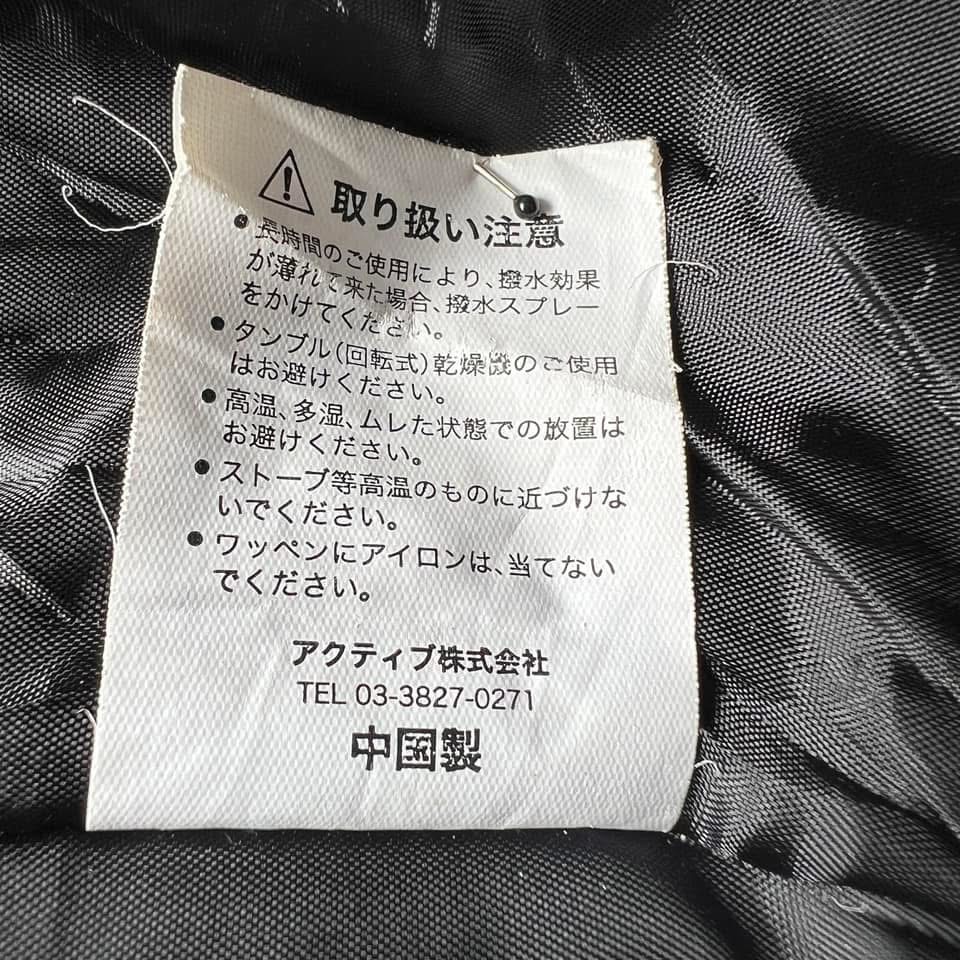 取り扱い注意
● 長時間のご使用により、撥水効果
が薄れて来た場合、撥水スプレー
をかけてください。
● タンブル(回転式)乾燥機のご使用
はお避けください。
● 高温、多湿、ムレた状態での放置は
お避けください。
● ストーブ等高温のものに近づけな
いでください。
● ワッペンにアイロンは、当てない
でください。
アクティブ株式会社
TEL 03-3827-0271
中国製